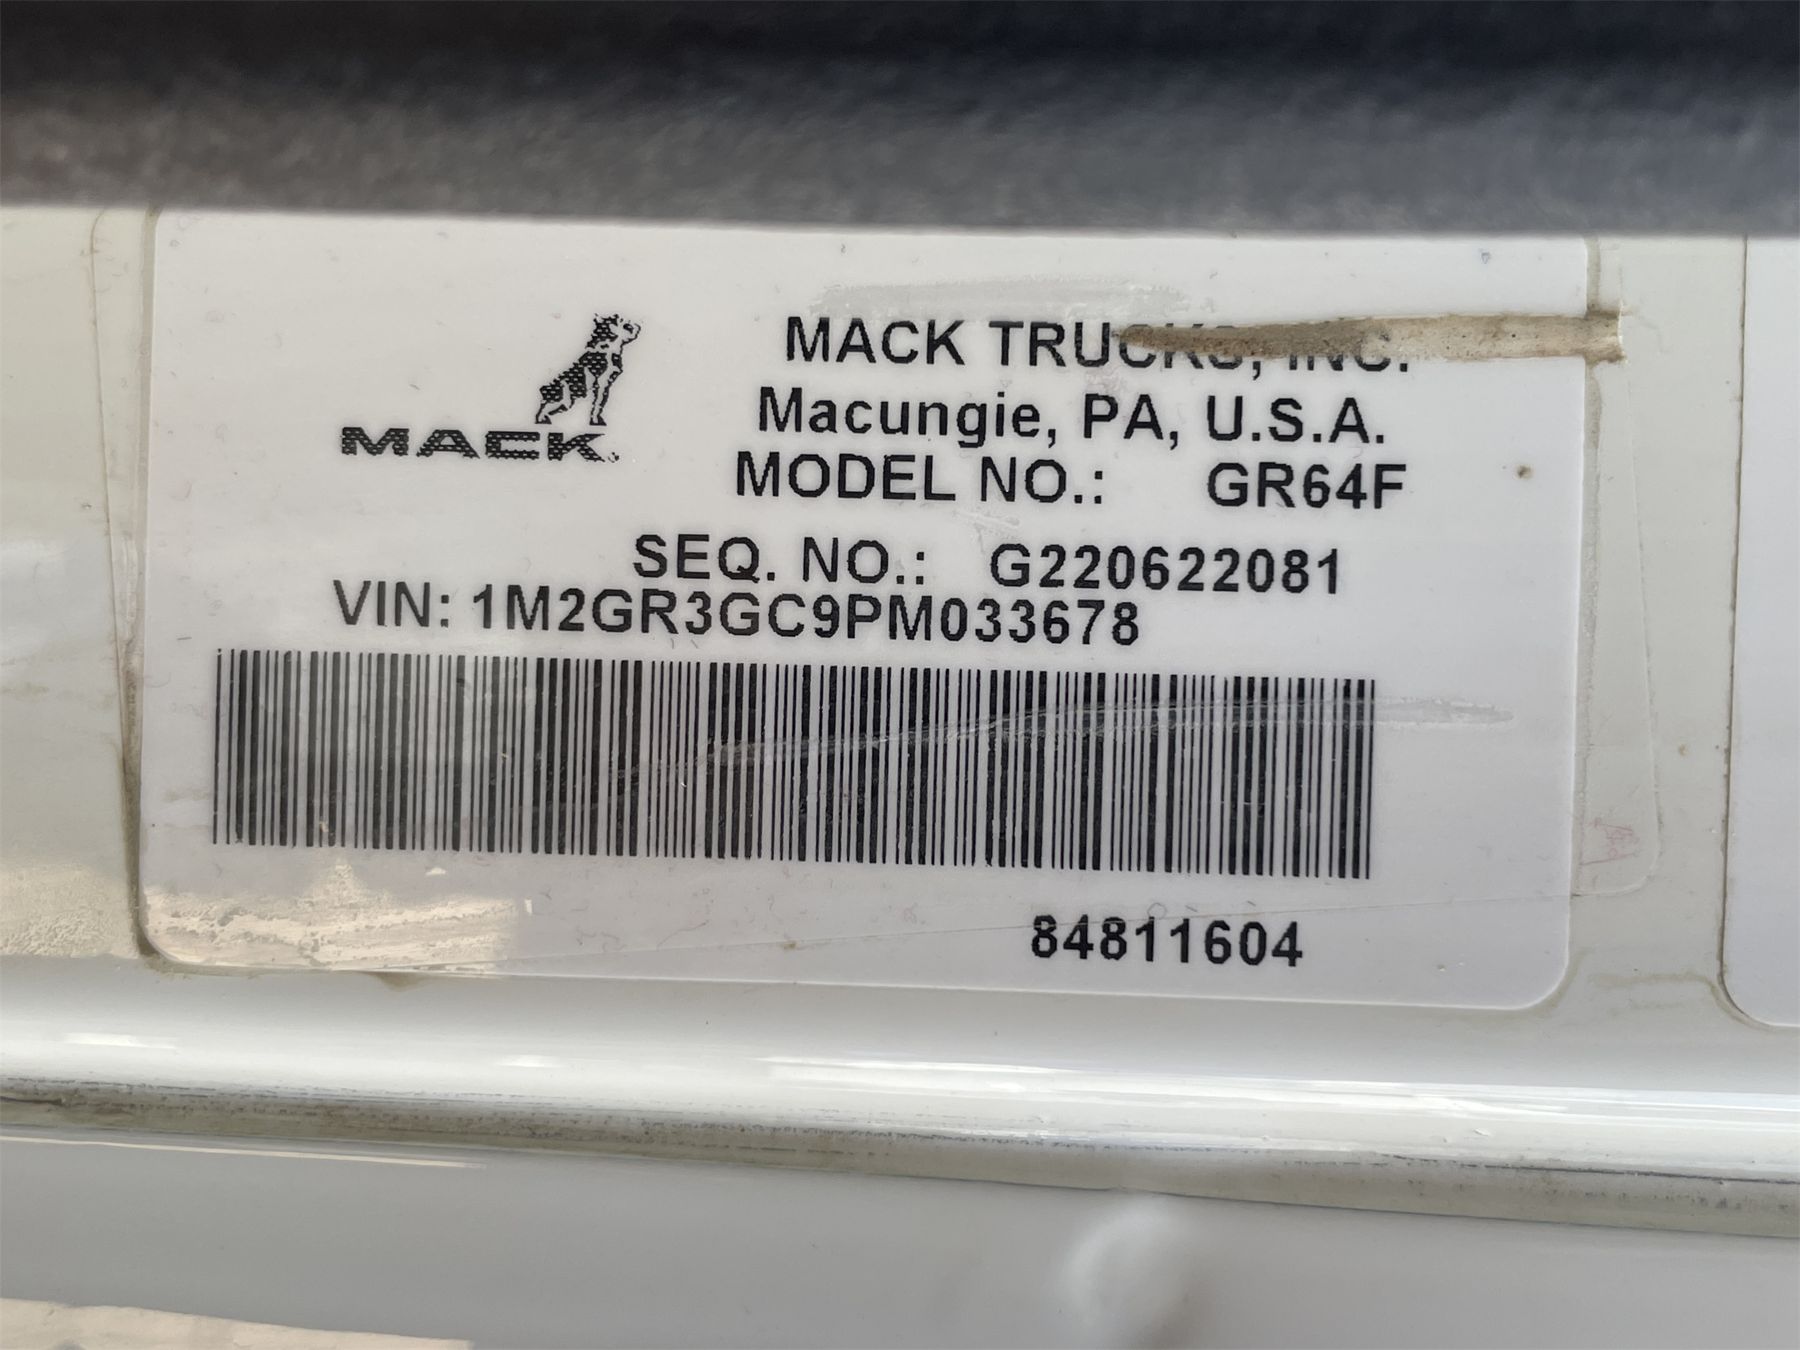 MACK
MACK TRUCKS, INC.
Macungie, PA, U.S.A.
MODEL NO.: GR64F
SEQ. NO.: G220622081
VIN: 1M2GR3GC9PM033678
84811604